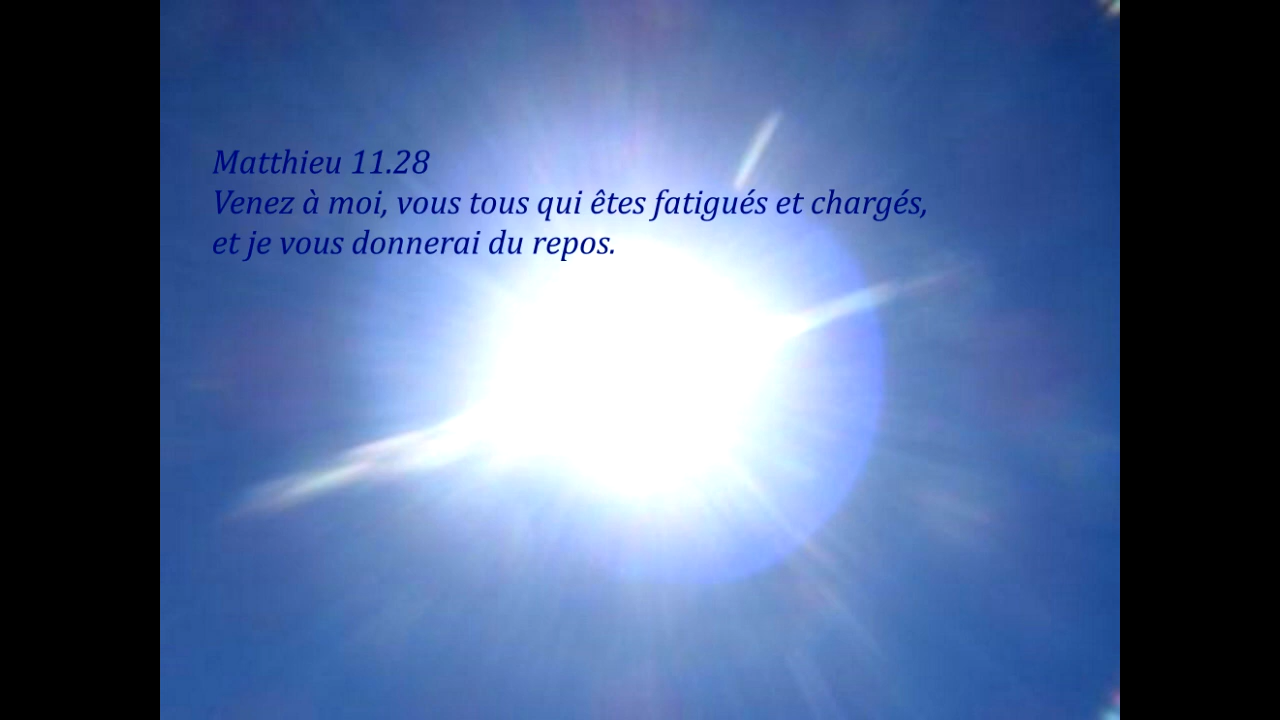 Matthieu 11.28
Venez à moi, vous tous qui êtes fatigués et chargés,
et je vous donnerai du repos.